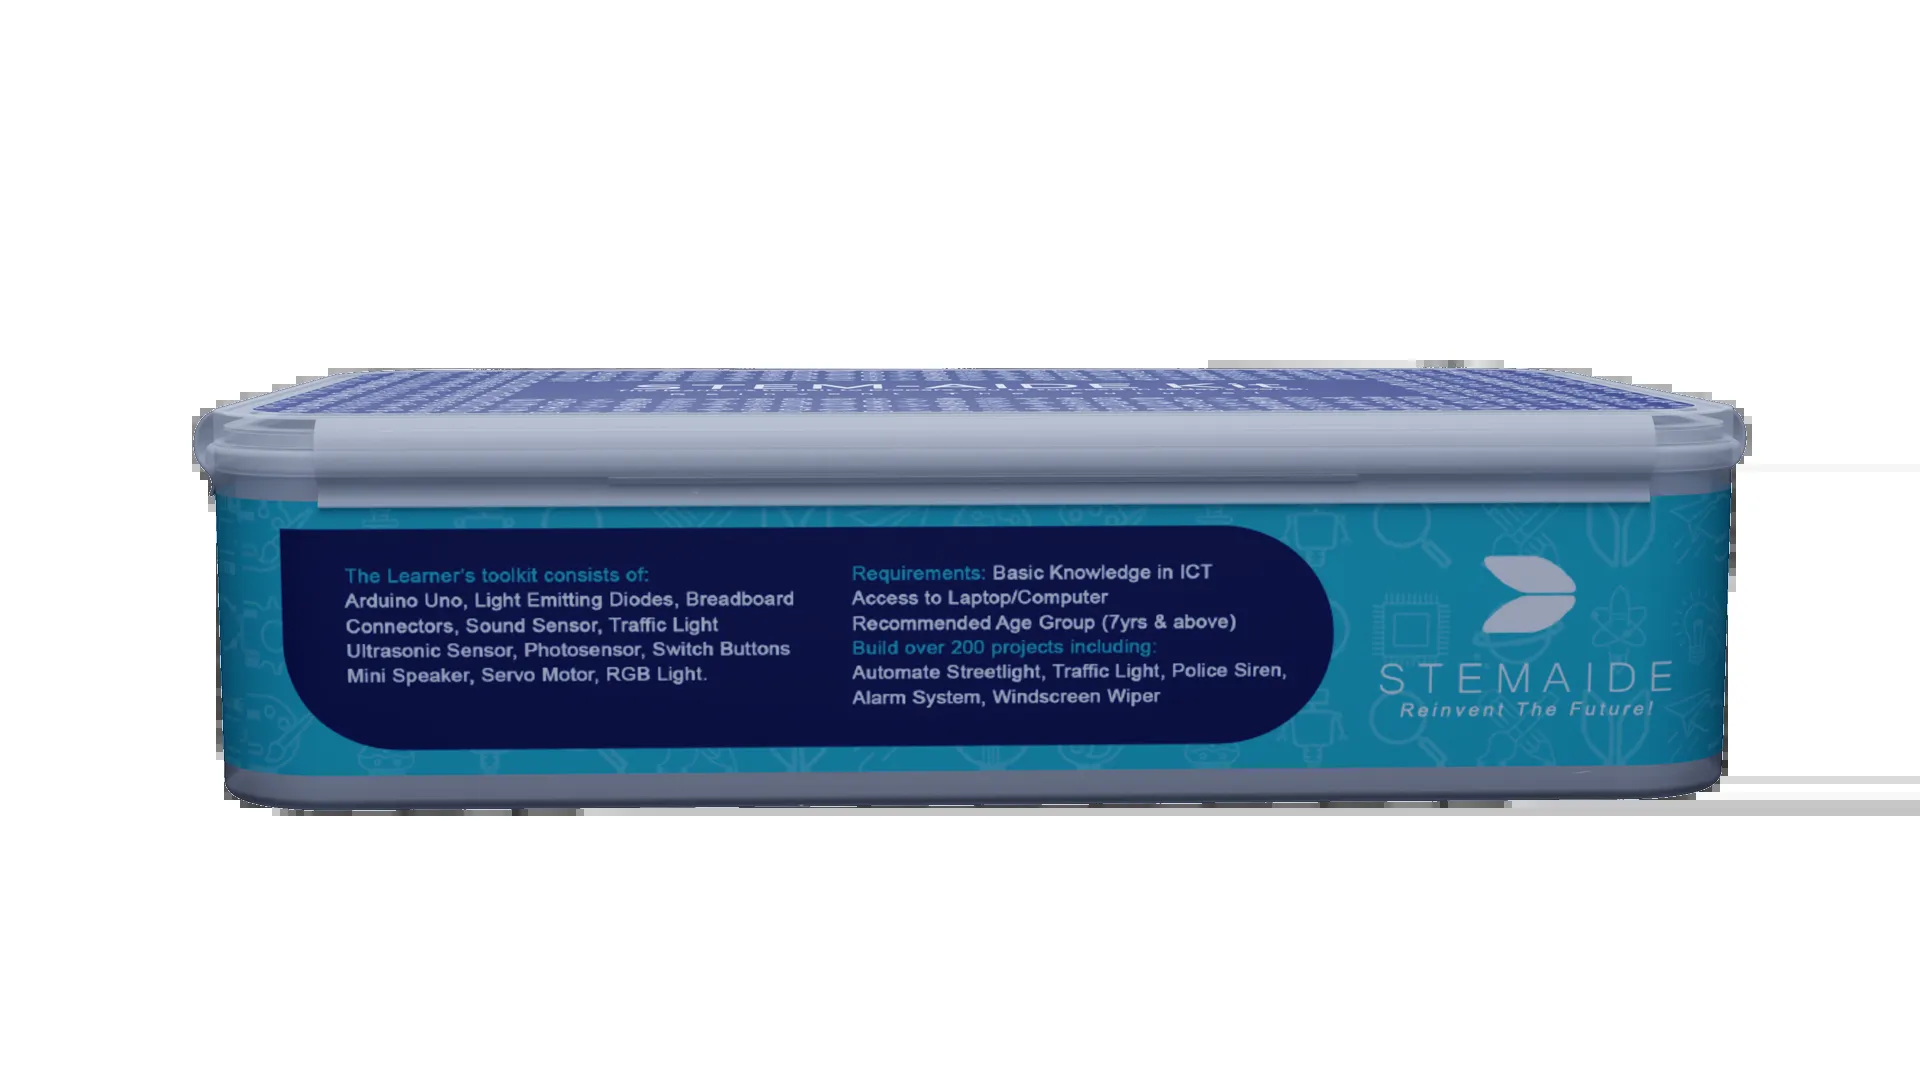 STEM-AIDE Kit
The Learner's toolkit consists of:
Arduino Uno, Light Emitting Diodes, Breadboard
Connectors, Sound Sensor, Traffic Light
Ultrasonic Sensor, Photosensor, Switch Buttons
Mini Speaker, Servo Motor, RGB Light.
Requirements: Basic Knowledge in ICT
Access to Laptop/Computer
Recommended Age Group (7yrs & above)
Build over 200 projects including:
Automate Streetlight, Traffic Light, Police Siren,
Alarm System, Windscreen Wiper
STEMAIDE
Reinvent The Future!